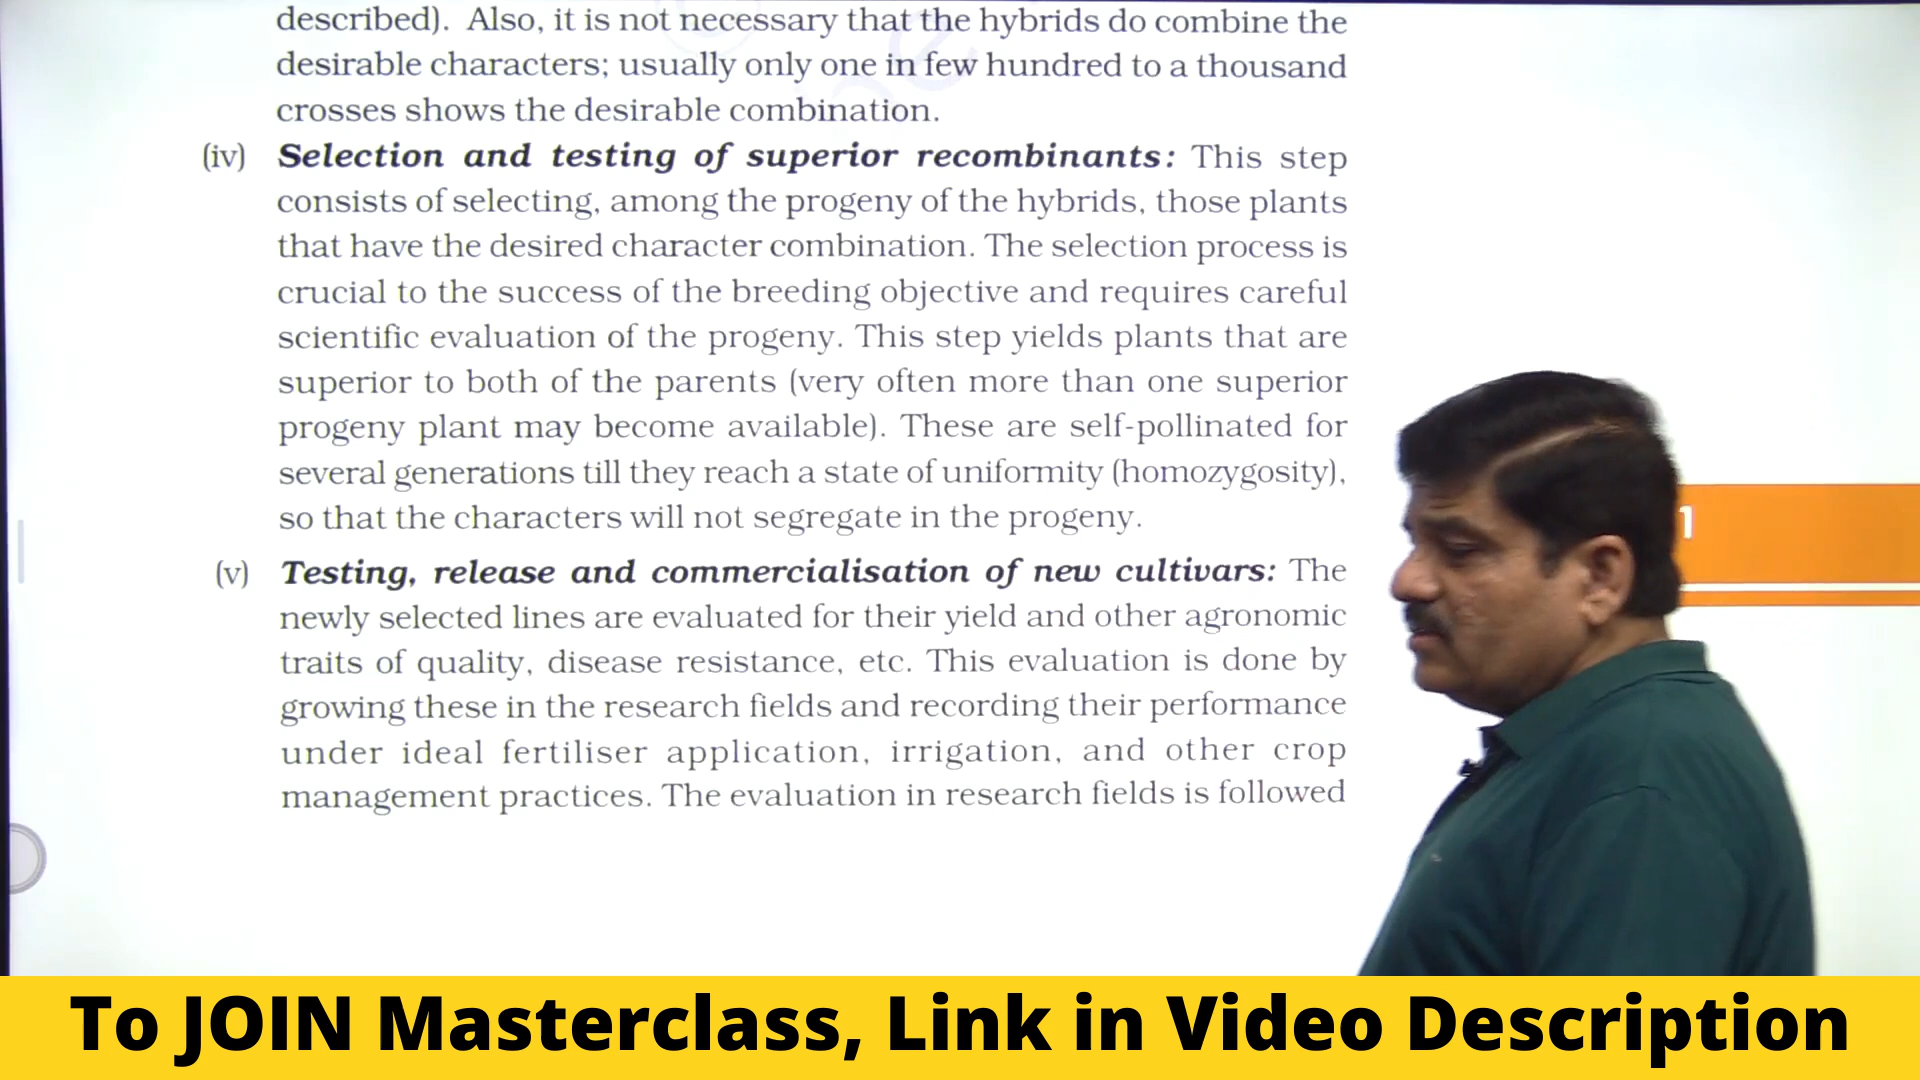 described). Also, it is not necessary that the hybrids do combine the
desirable characters; usually only one in few hundred to a thousand
crosses shows the desirable combination.
(iv) Selection and testing of superior recombinants: This step
consists of selecting, among the progeny of the hybrids, those plants
that have the desired character combination. The selection process is
crucial to the success of the breeding objective and requires careful
scientific evaluation of the progeny. This step yields plants that are
superior to both of the parents (very often more than one superior
progeny plant may become available). These are self-pollinated for
several generations till they reach a state of uniformity (homozygosity),
so that the characters will not segregate in the progeny.
1
(v) Testing, release and commercialisation of new cultivars: The
newly selected lines are evaluated for their yield and other agronomic
traits of quality, disease resistance, etc. This evaluation is done by
growing these in the research fields and recording their performance
under ideal fertiliser application, irrigation, and other crop
management practices. The evaluation in research fields is followed
To JOIN Masterclass, Link in Video Description